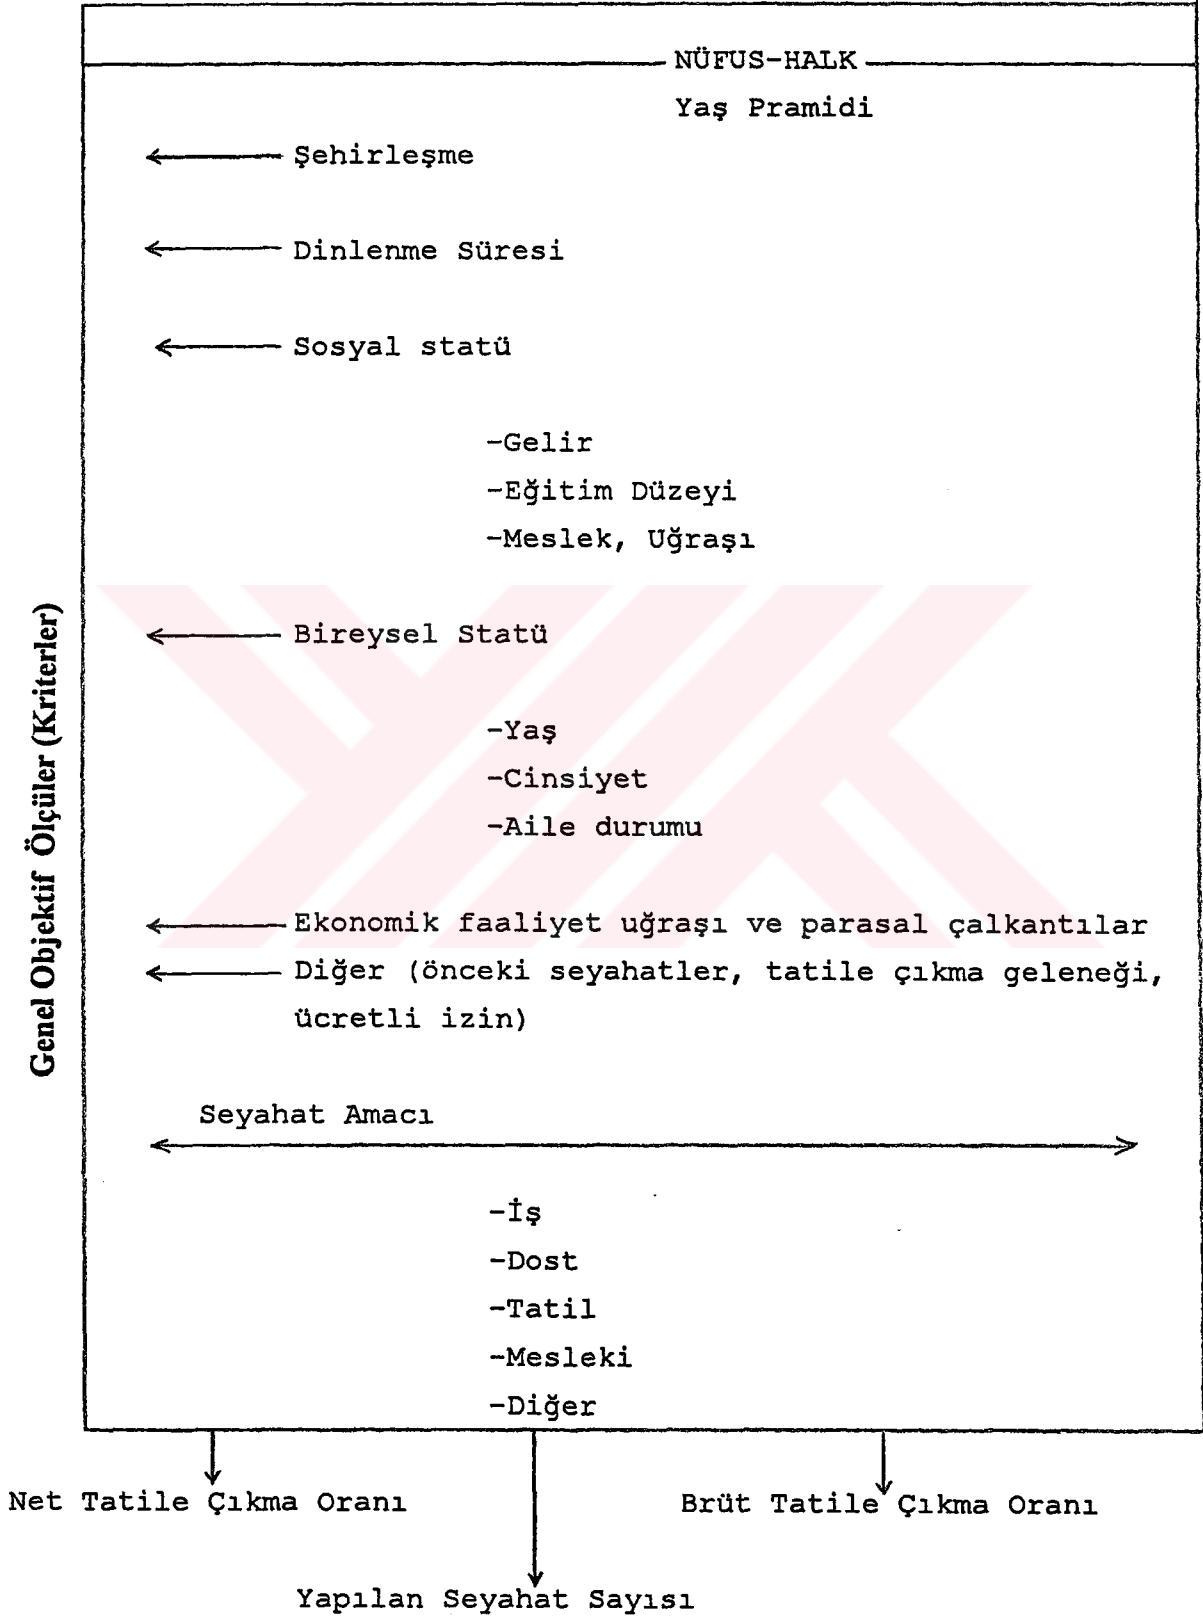 NÜFUS-HALK
Yaş Pramidi
Şehirleşme
Dinlenme Süresi
Sosyal statü
-Gelir
-Eğitim Düzeyi
-Meslek, Uğraşı
Genel Objektif Ölçüler (Kriterler)
Bireysel Statü
-Yaş
-Cinsiyet
-Aile durumu
Ekonomik faaliyet uğraşı ve parasal çalkantılar
Diğer (önceki seyahatler, tatile çıkma geleneği,
ücretli izin)
Seyahat Amacı
-İş
-Dost
-Tatil
-Mesleki
-Diğer
Net Tatile Çıkma Oranı
Brüt Tatile Çıkma Oranı
Yapılan Seyahat Sayısı